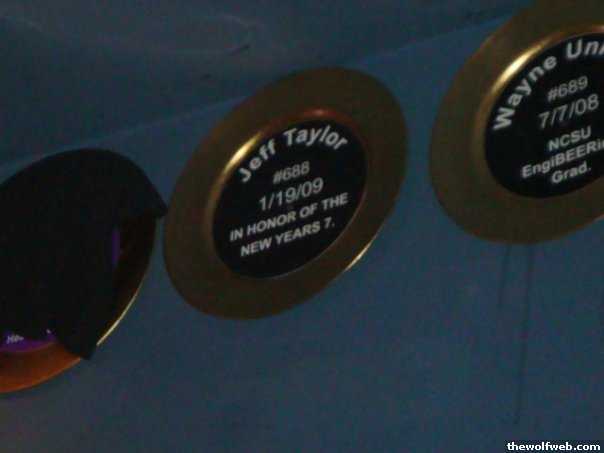 Jeff Taylor
#688
1/19/09
IN HONOR OF THE
NEW YEARS 7.
Wayne
#689
7/7/08
NCSU
Grad.
thewolfweb.com